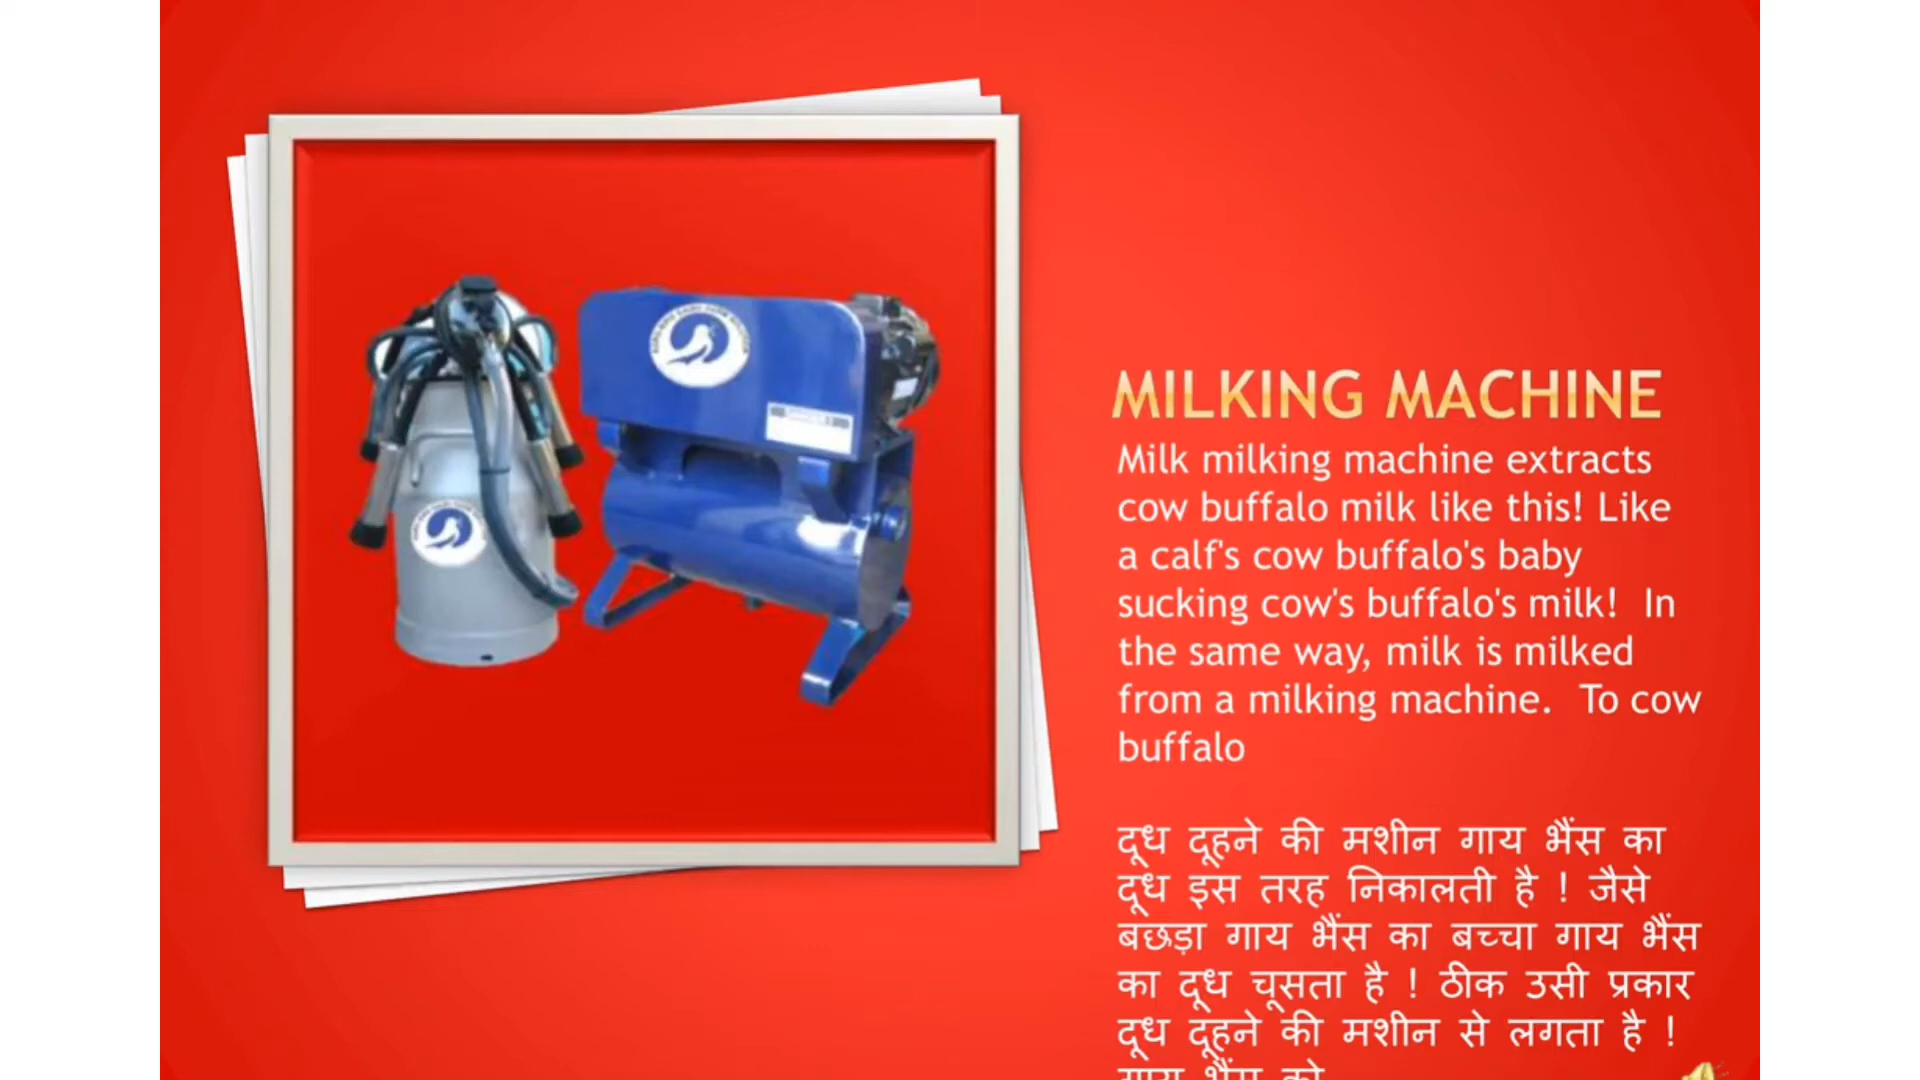 MILKING MACHINE
Milk milking machine extracts
cow buffalo milk like this! Like
a calf's cow buffalo's baby
sucking cow's buffalo's milk!  In
the same way, milk is milked
from a milking machine.  To cow
buffalo
दूध दूहने की मशीन गाय भैंस का
दूध इस तरह निकालती है ! जैसे
बछड़ा गाय भैंस का बच्चा गाय भैंस
का दूध चूसता है ! ठीक उसी प्रकार
दूध दूहने की मशीन से लगता है !
गाय भैंस को